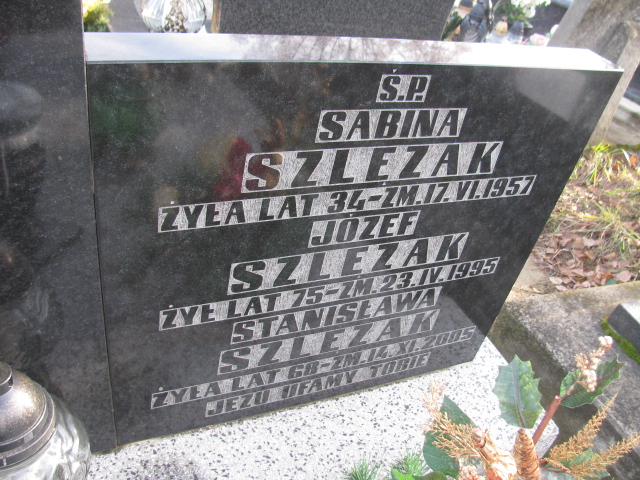 Ś.P.
SABINA
SZLEZAK
ŻYŁA LAT 34-ZM.17.VI.1957
JÓZEF
SZLEZAK
ŻYŁ LAT 75-ZM.23.IV.1995
STANISŁAWA
SZLEZAK
ŻYŁA LAT 68-ZM.14.XI.2005
JEZU UFAMY TOBIE